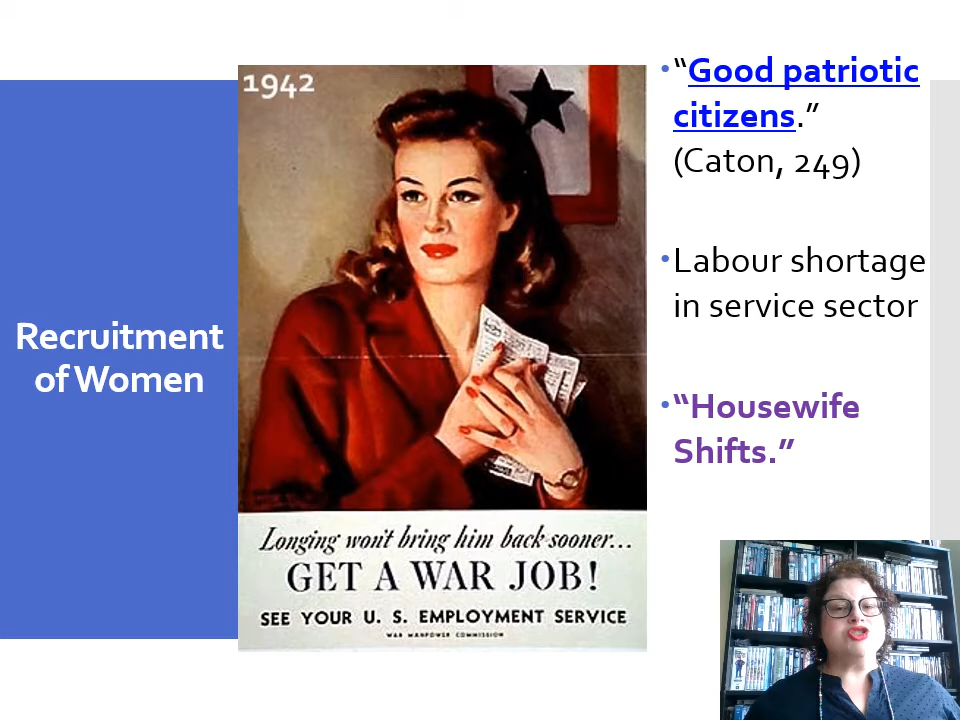 Recruitment
of Women
1942
Longing won't bring him back sooner...
GET A WAR JOB!
SEE YOUR U. S. EMPLOYMENT SERVICE
WAR MANPOWER COMMISSION
• “Good patriotic
citizens.”
(Caton, 249)
• Labour shortage
in service sector
• “Housewife
Shifts.”